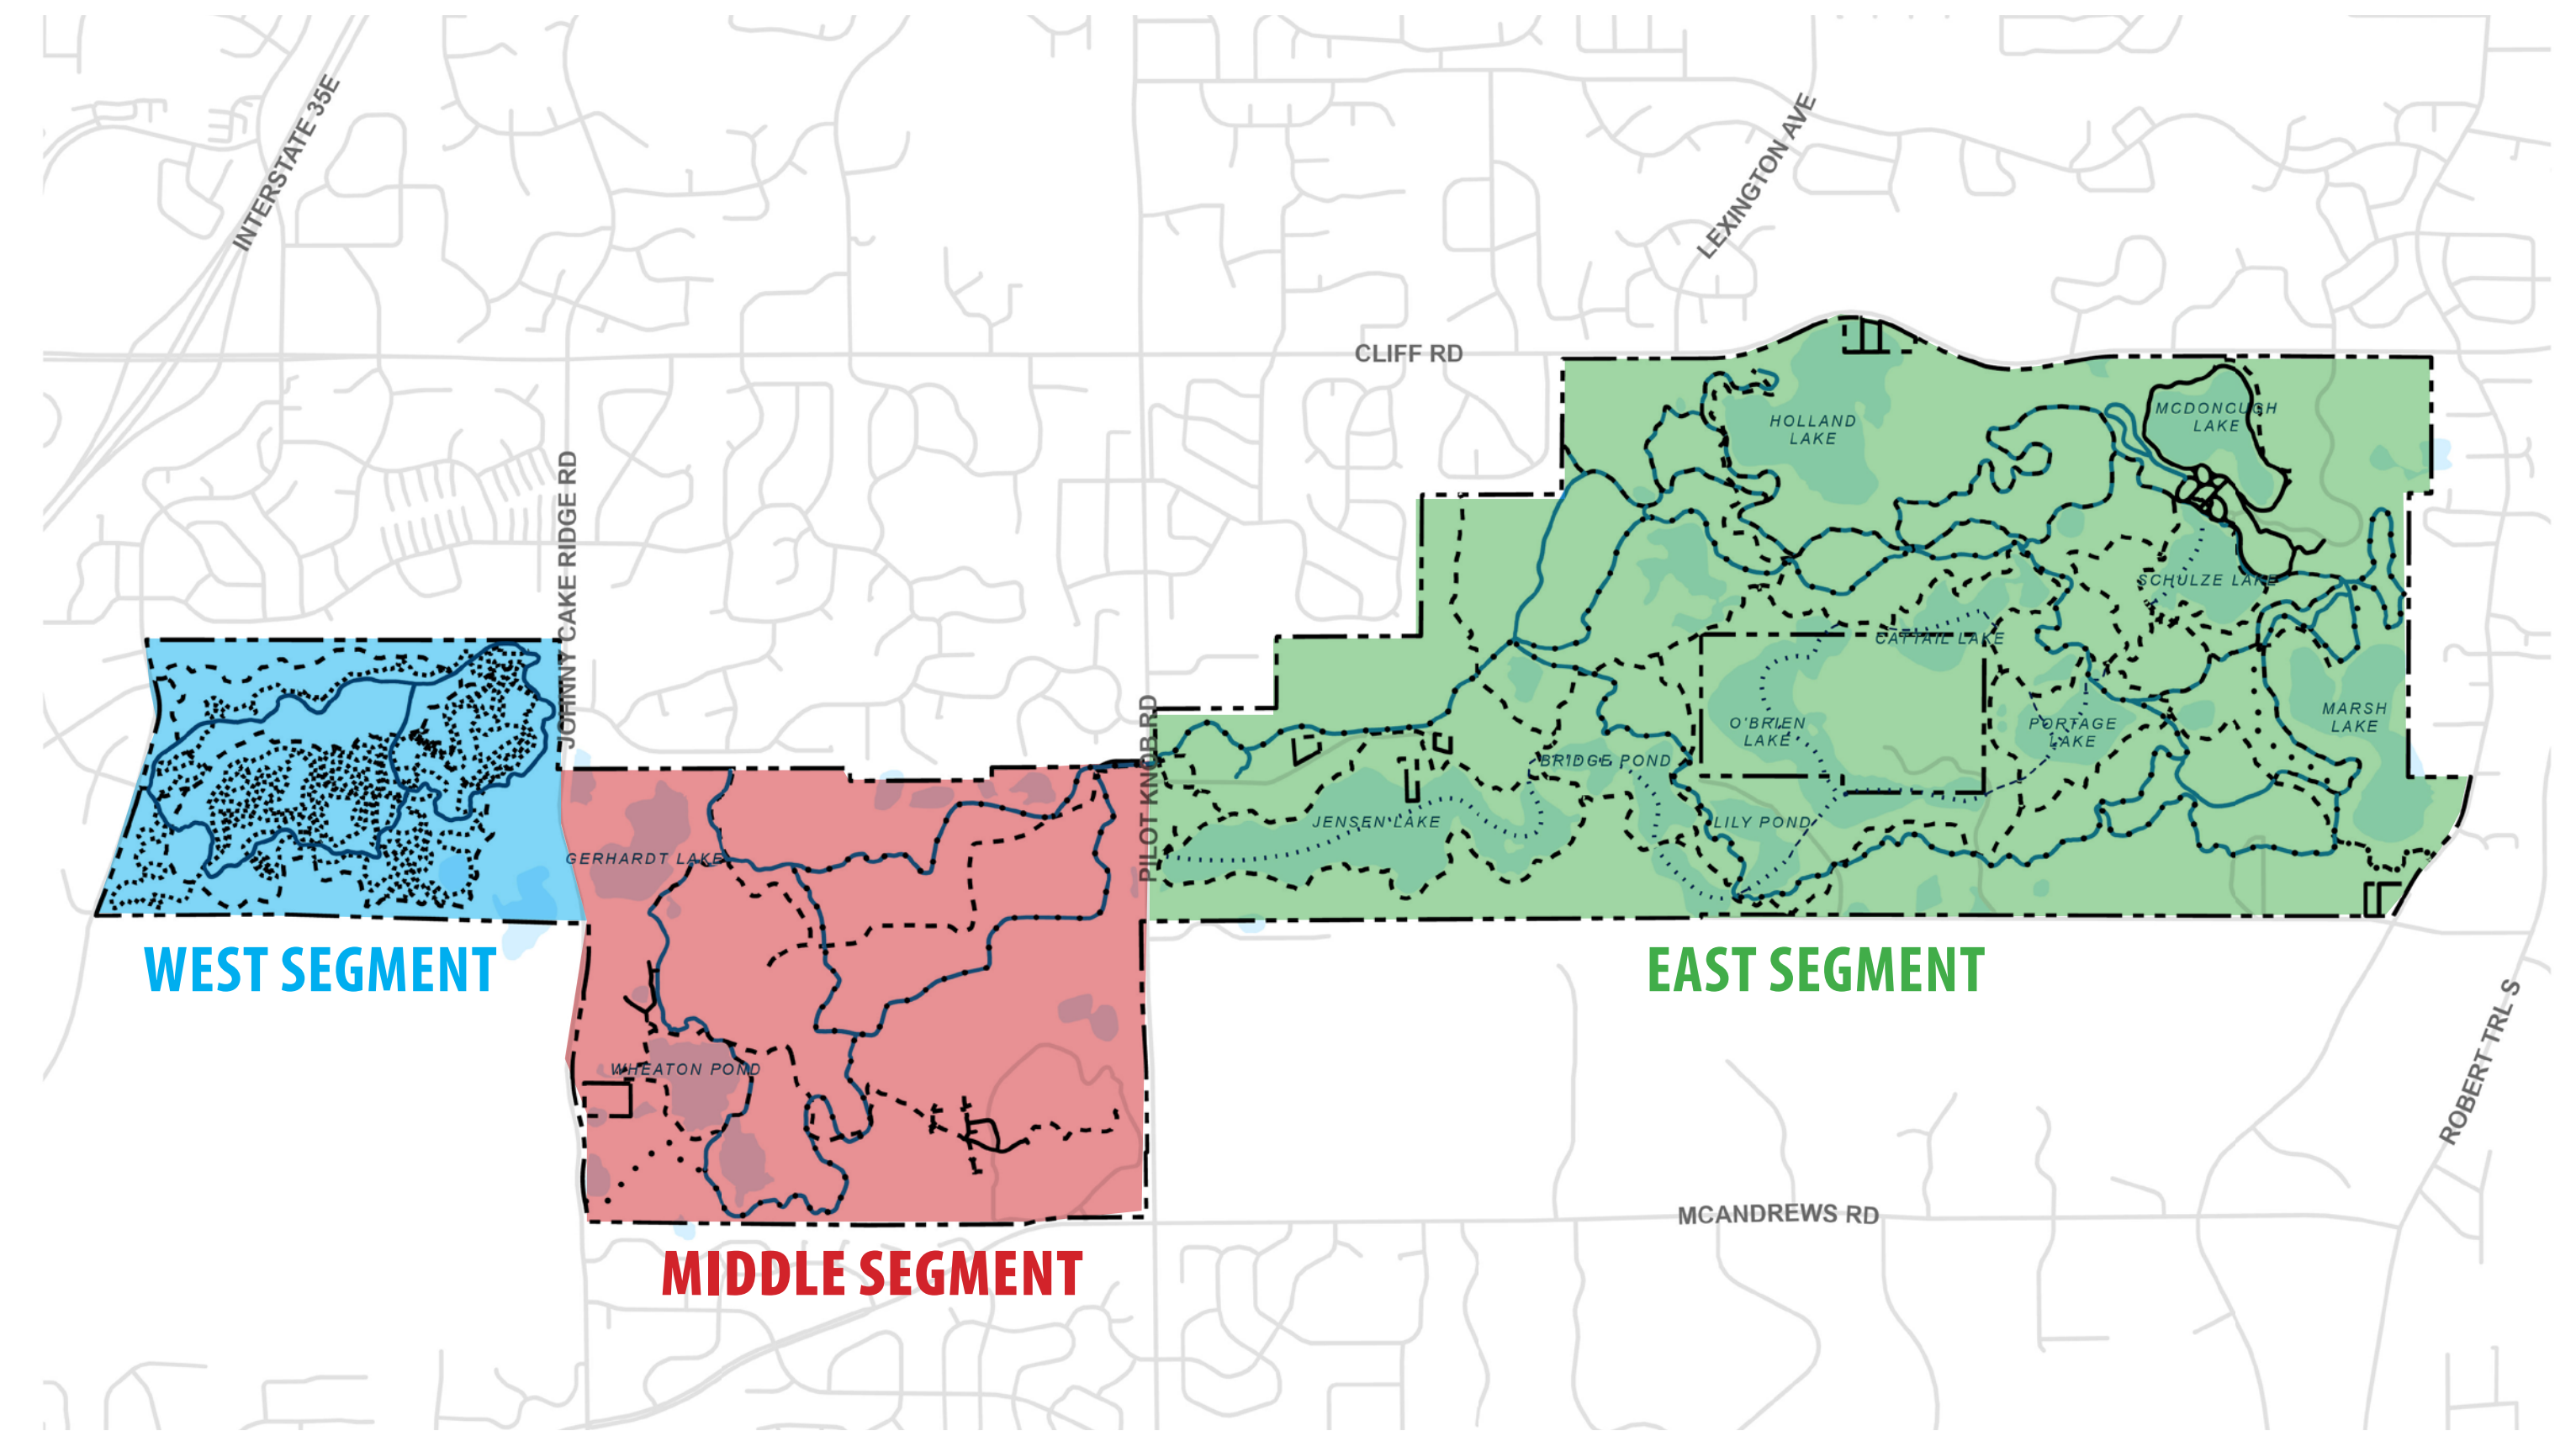 INTERSTATE 35E
LEXINGTON AVE
CLIFF RD
HOLLAND
LAKE
MCDONOUGH
LAKE
JOHNNY CAKE RIDGE RD
SCHULZE LAKE
CATTAIL LAKE
PILOT KNOB RD
O'BRIEN
LAKE
PORTAGE
LAKE
MARSH
LAKE
BRIDGE POND
JENSEN LAKE
LILY POND
GERHARDT LAKE
WEST SEGMENT
EAST SEGMENT
WHEATON POND
ROBERT TRL S
MCANDREWS RD
MIDDLE SEGMENT